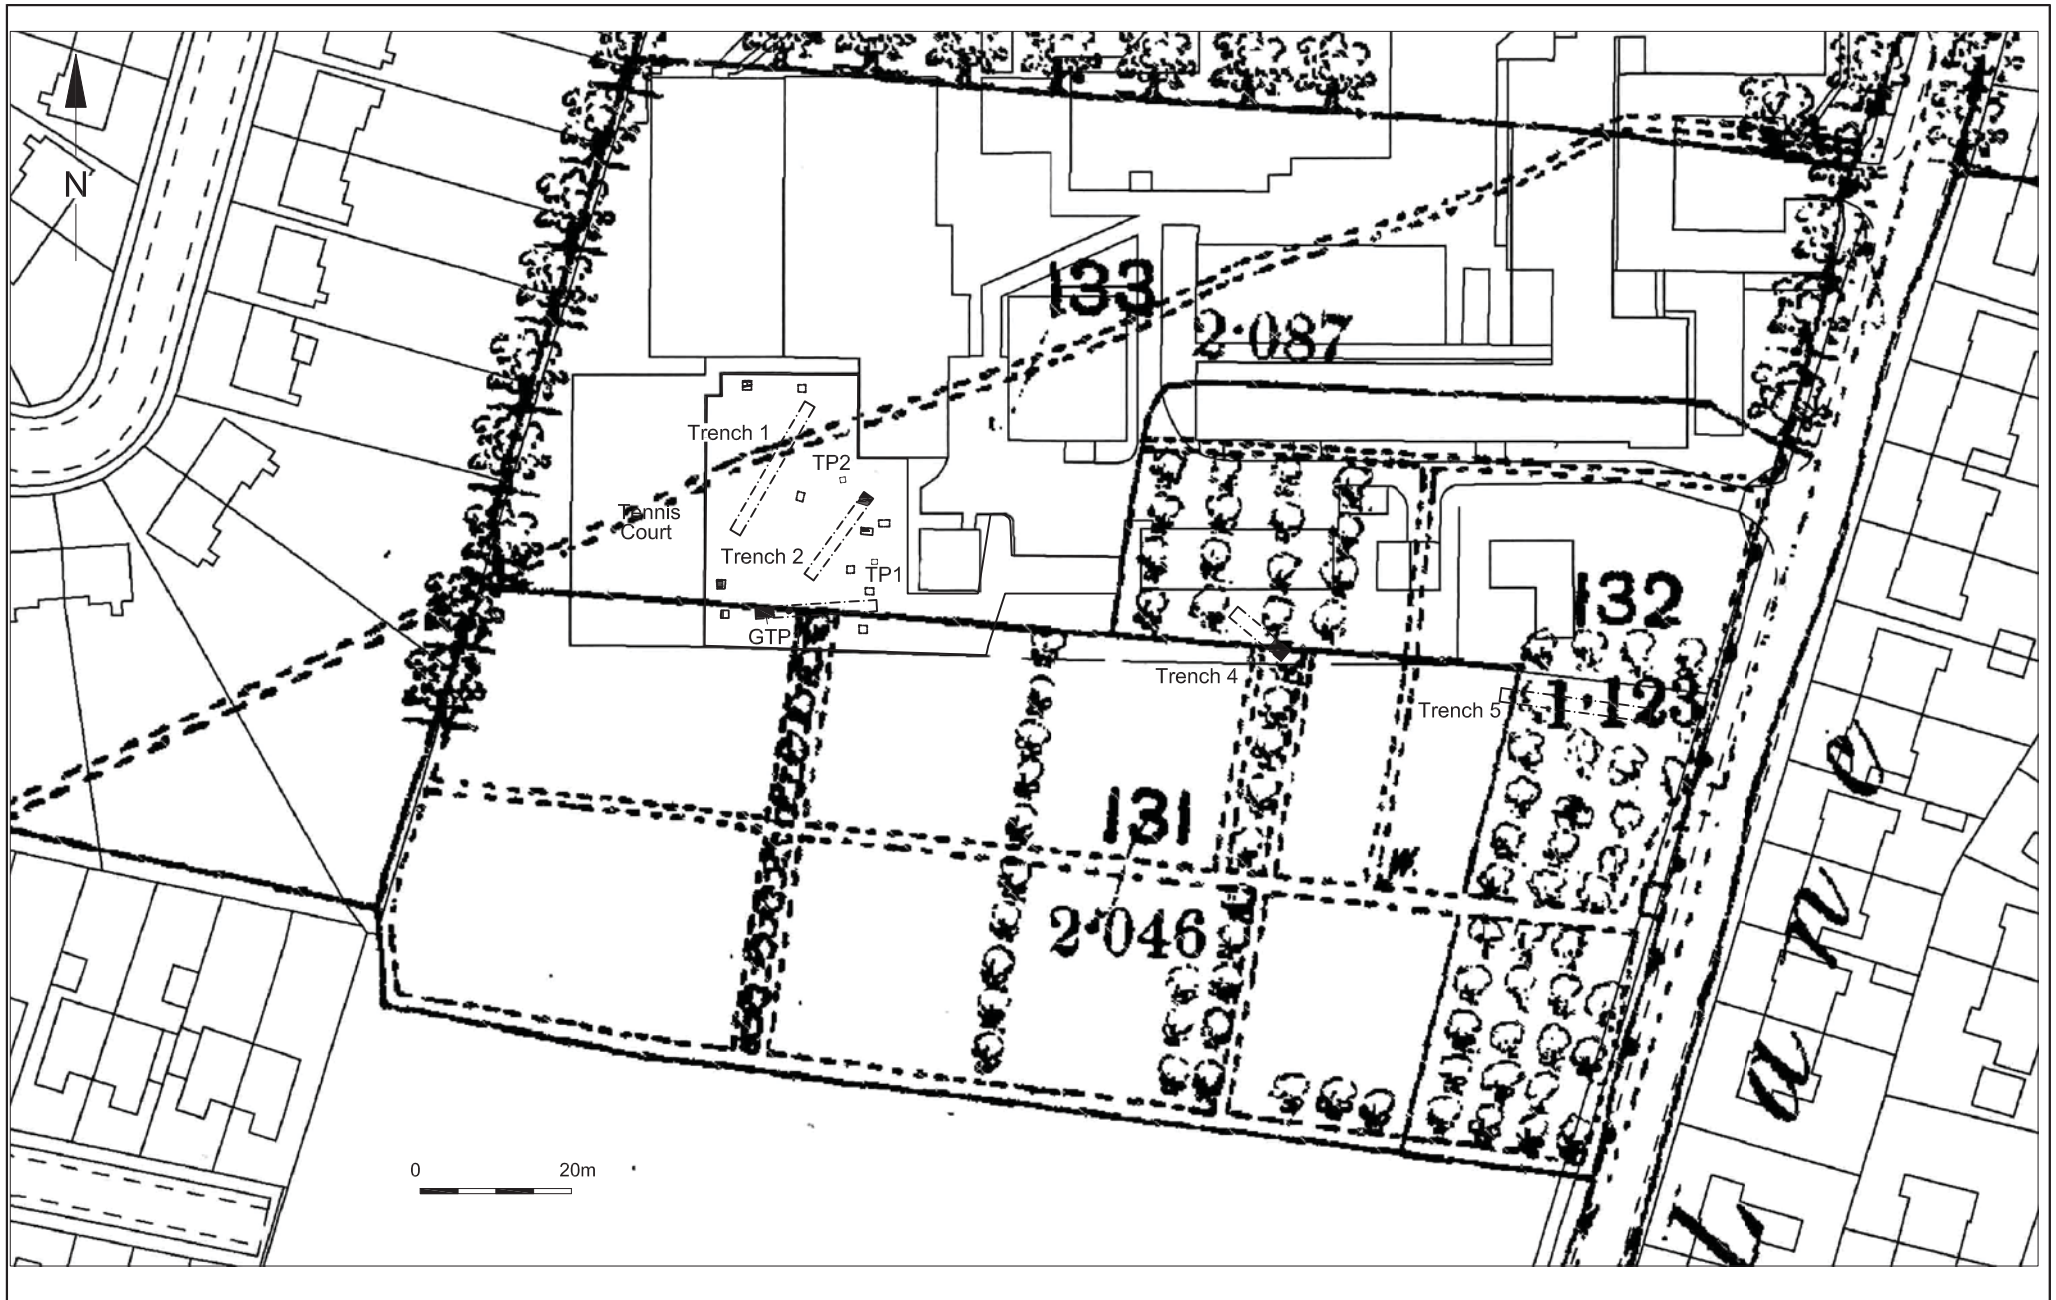 N
133
2·087
Trench 1
TP2
Tennis
Court
Trench 2
TP1
132
GTP
Trench 4
1·123
Trench 5
131
2·046
0 20m